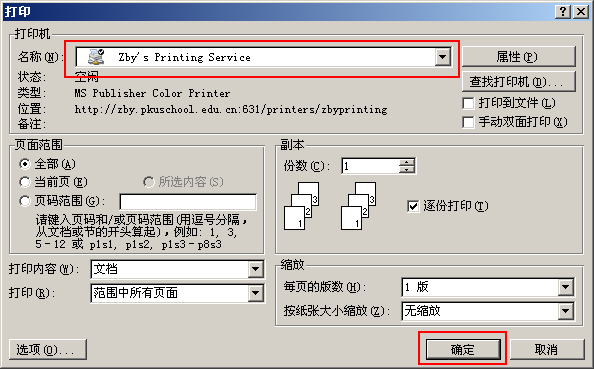 打印
打印机
名称(N): Zby's Printing Service 属性(P)
状态: 空闲 查找打印机(D)...
类型: MS Publisher Color Printer
位置: http://zby.pkuschool.edu.cn:631/printers/zbyprinting 打印到文件(L)
备注: 手动双面打印(X)
页面范围
全部(A)
当前页(E) 所选内容(S)
页码范围(G):
请键入页码和/或页码范围(用逗号分隔，
从文档或节的开头算起)，例如: 1, 3,
5-12 或 p1s1, p1s2, p1s3-p8s3
副本
份数(C): 1
1 2 3 1 2 3
逐份打印(T)
打印内容(W): 文档
打印(R): 范围中所有页面
缩放
每页的版数(H): 1 版
按纸张大小缩放(Z): 无缩放
选项(O)... 确定 取消